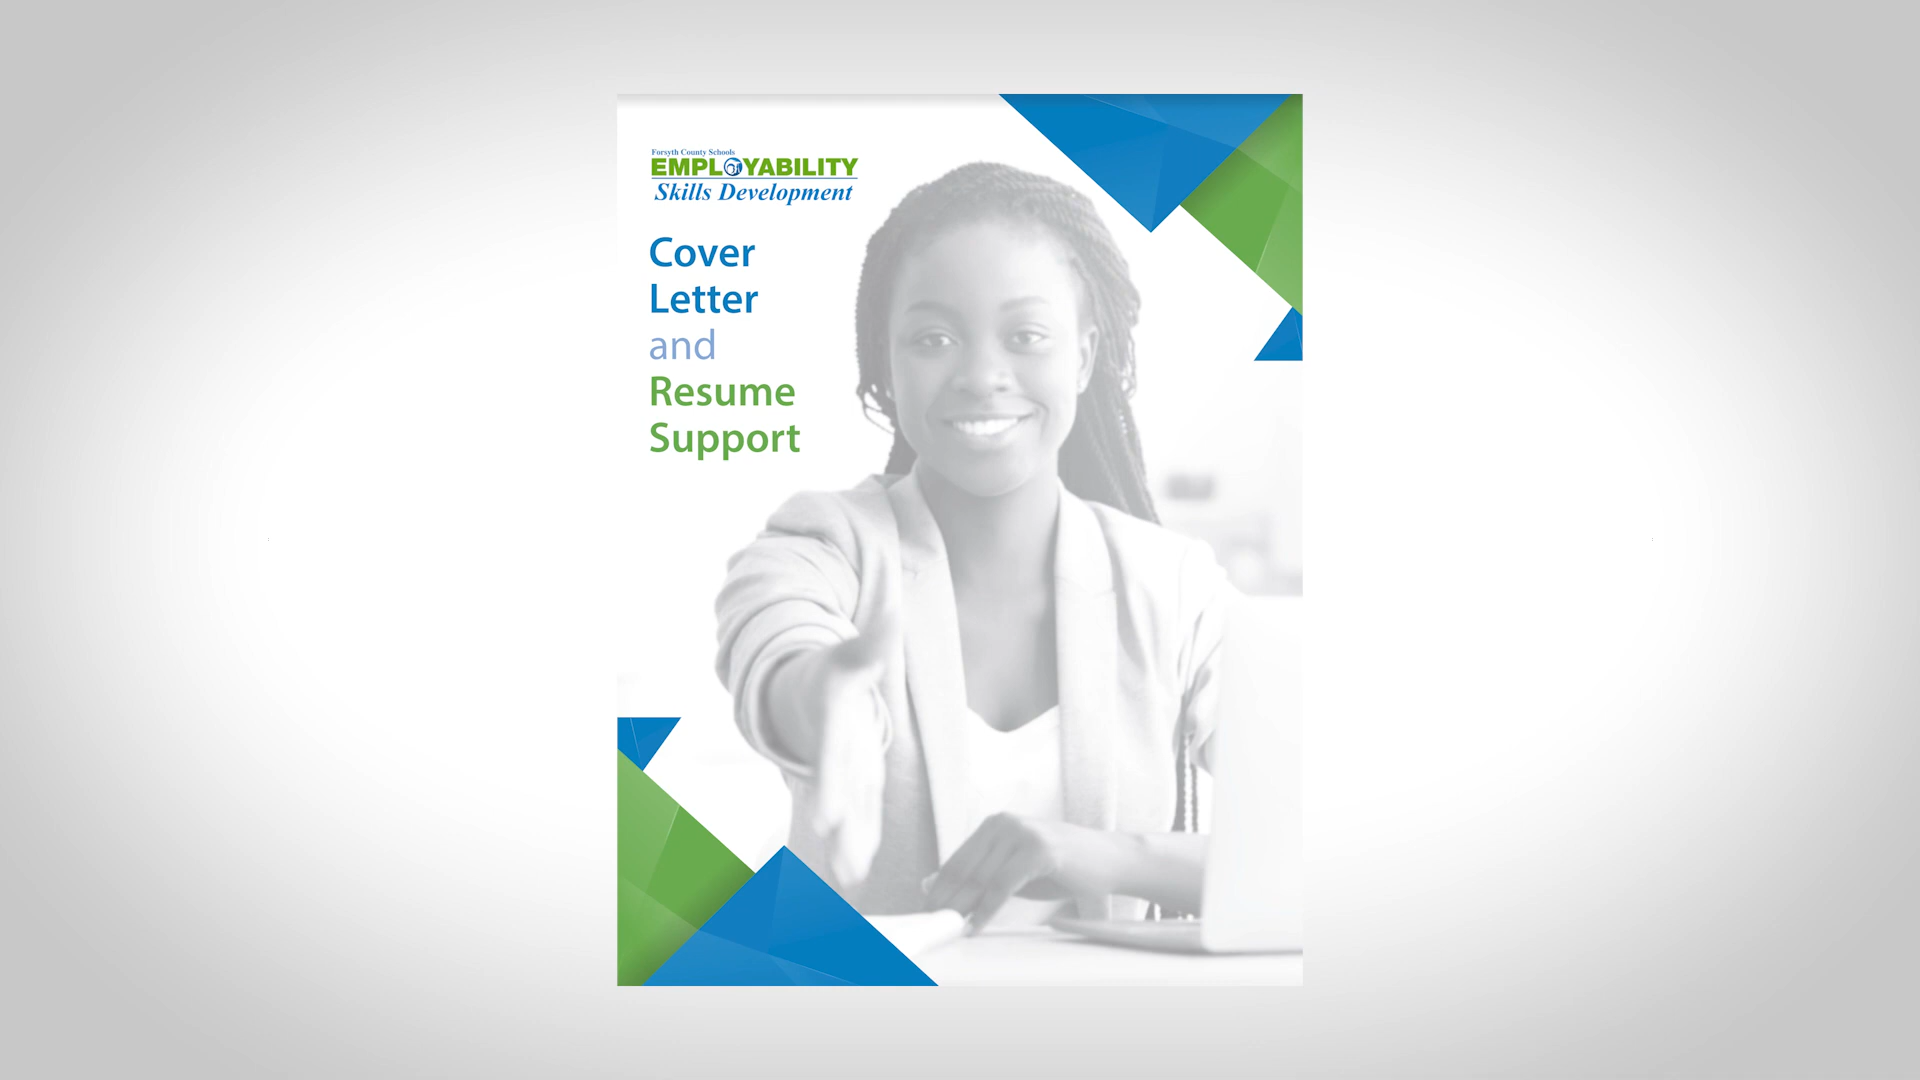 Forsyth County Schools
EMPLOYABILITY
Skills Development
Cover
Letter
and
Resume
Support